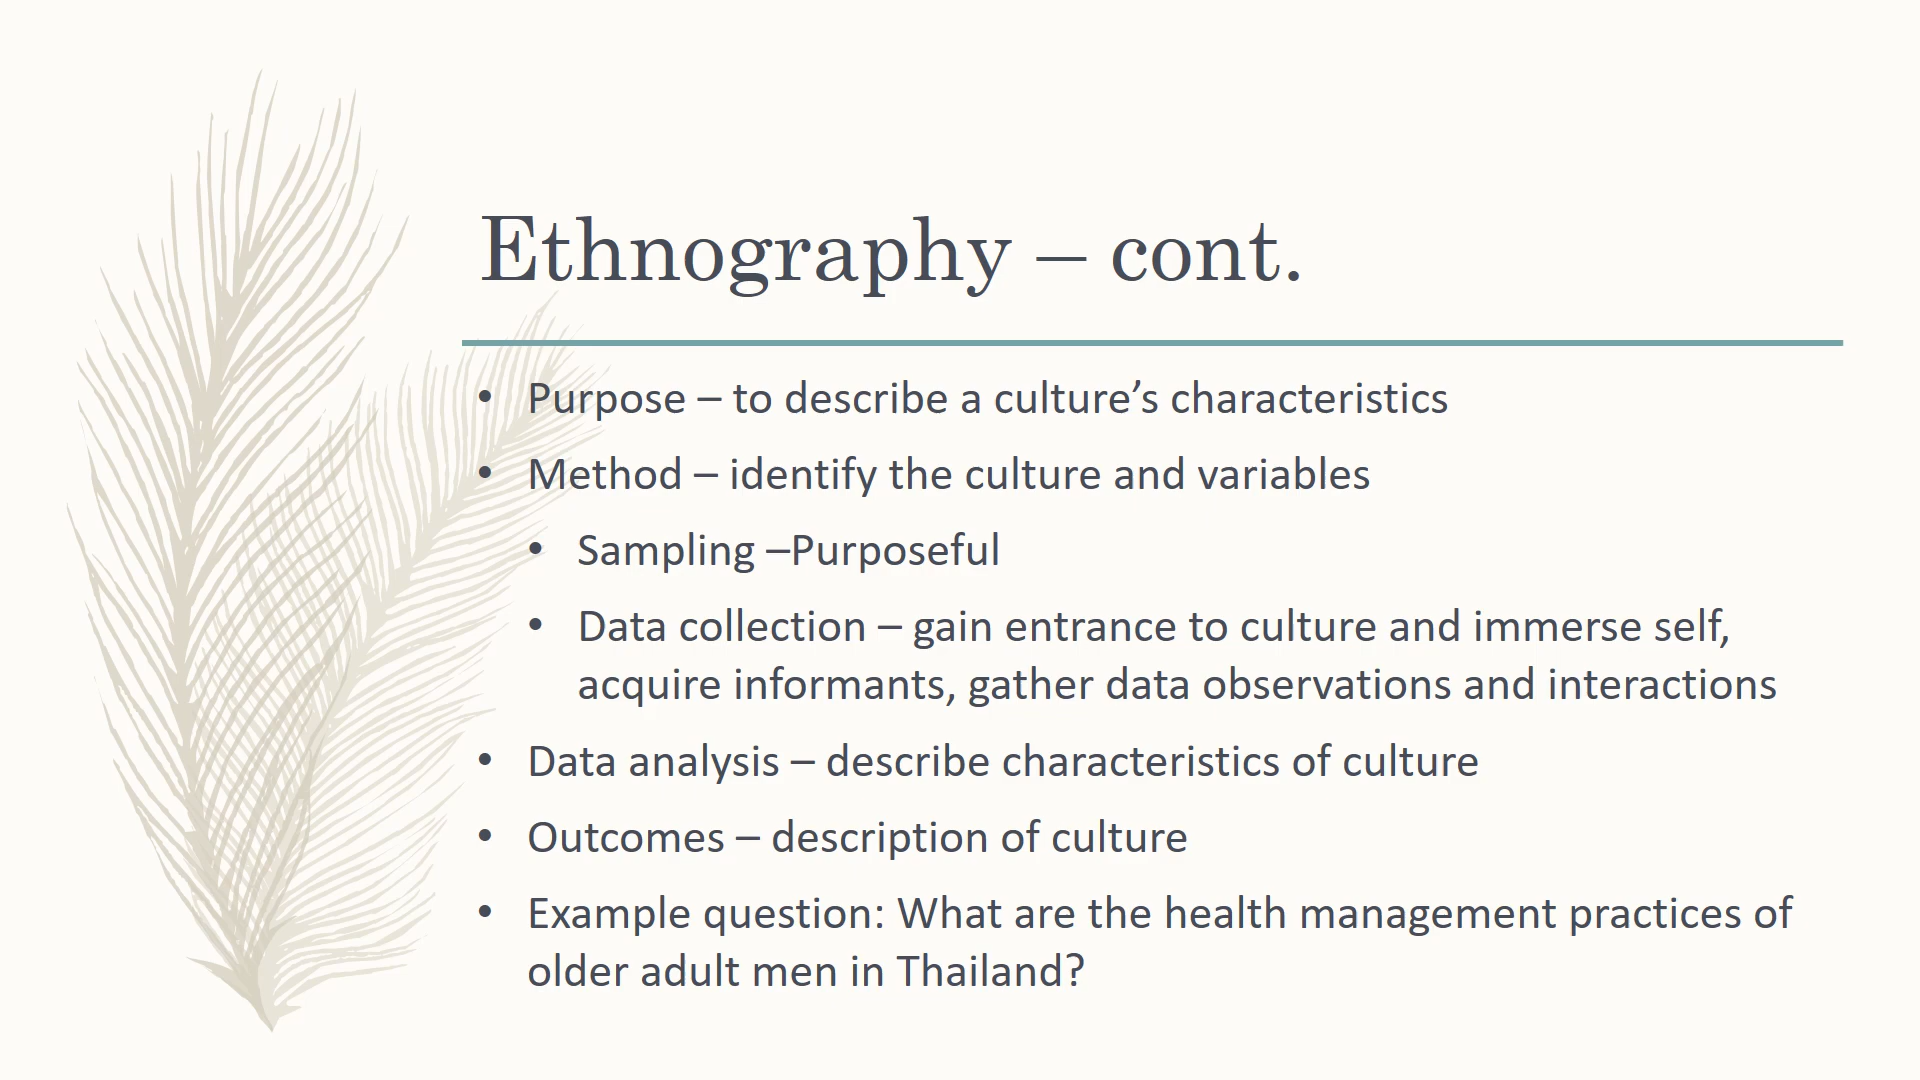 Ethnography – cont.
• Purpose – to describe a culture’s characteristics
• Method – identify the culture and variables
• Sampling –Purposeful
• Data collection – gain entrance to culture and immerse self,
acquire informants, gather data observations and interactions
• Data analysis – describe characteristics of culture
• Outcomes – description of culture
• Example question: What are the health management practices of
older adult men in Thailand?